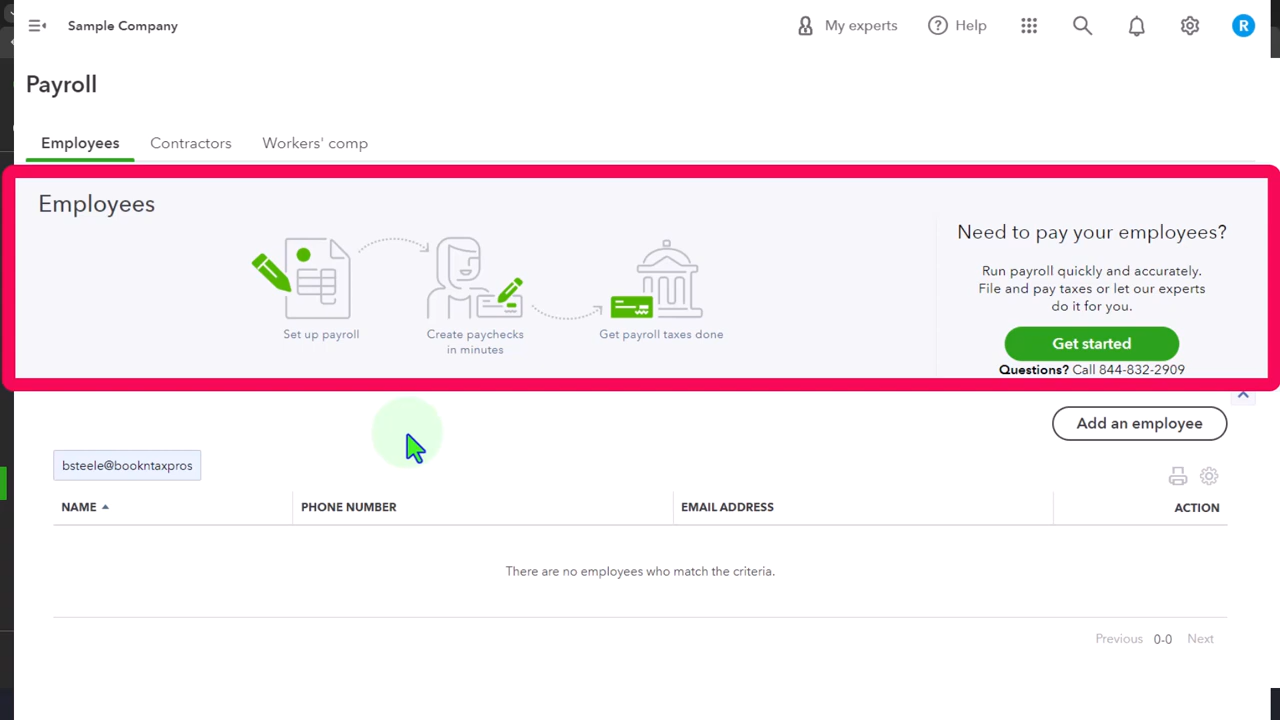 Sample Company
My experts
Help
R
Payroll
Employees
Contractors
Workers' comp
Employees
Set up payroll
Create paychecks
in minutes
Get payroll taxes done
Need to pay your employees?
Run payroll quickly and accurately.
File and pay taxes or let our experts
do it for you.
Get started
Questions? Call 844-832-2909
Add an employee
bsteele@bookntaxpros
NAME
PHONE NUMBER
EMAIL ADDRESS
ACTION
There are no employees who match the criteria.
Previous 0-0 Next